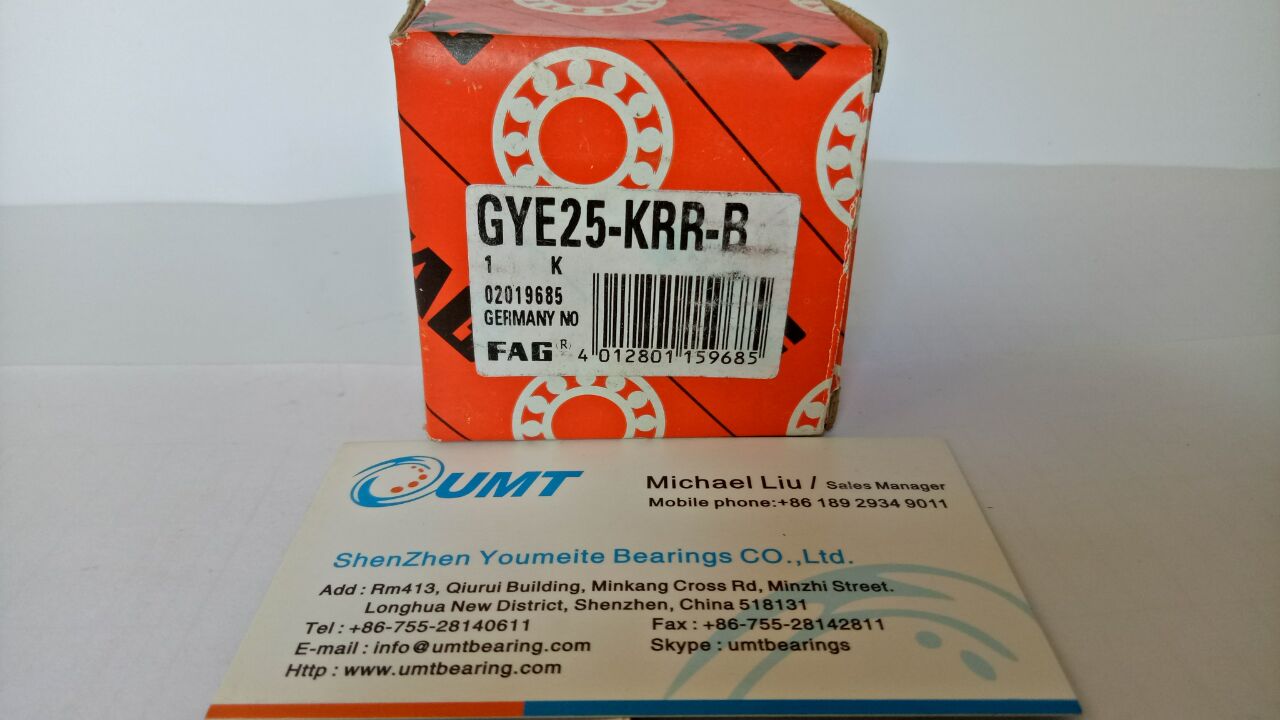 FAG
GYE25-KRR-B
1 K
02019685
GERMANY NO
FAG (R)
4 012801 159685
UMT
Michael Liu / Sales Manager
Mobile phone:+86 189 2934 9011
ShenZhen Youmeite Bearings CO.,Ltd.
Add : Rm413, Qiurui Building, Minkang Cross Rd, Minzhi Street.
Longhua New District, Shenzhen, China 518131
Tel : +86-755-28140611
Fax : +86-755-28142811
E-mail : info@umtbearing.com
Skype : umtbearings
Http : www.umtbearing.com